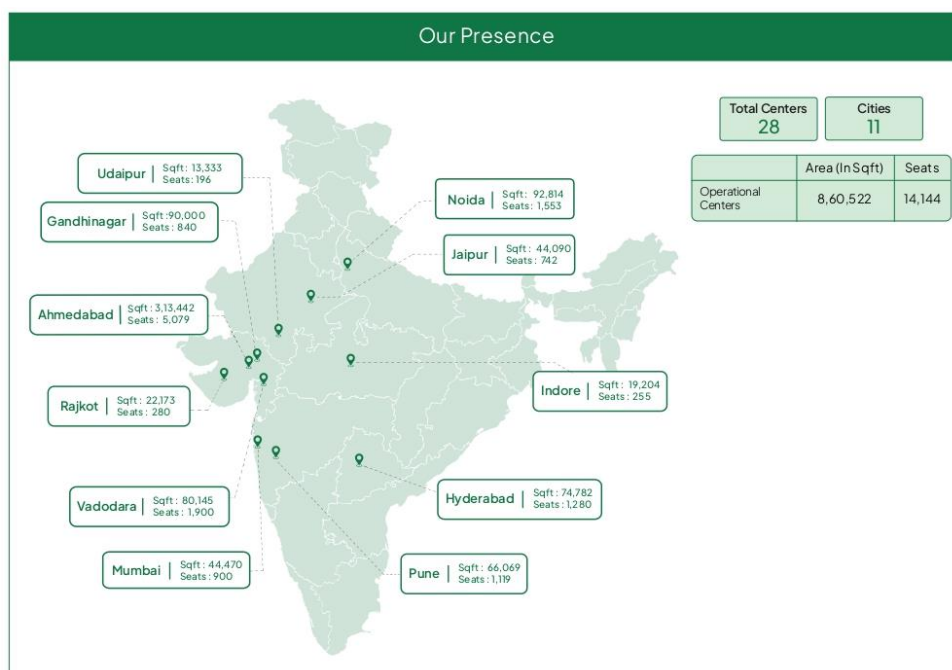 Our Presence
Total Centers
28
Cities
11
Area (In Sqft) Seats
Operational
Centers
8,60,522 14,144
Udaipur
Sqft : 13,333
Seats : 196
Gandhinagar
Sqft :90,000
Seats : 840
Noida
Sqft : 92,814
Seats : 1,553
Jaipur
Sqft : 44,090
Seats : 742
Ahmedabad
Sqft : 3,13,442
Seats : 5,079
Rajkot
Sqft : 22,173
Seats : 280
Indore
Sqft : 19,204
Seats : 255
Vadodara
Sqft : 80,145
Seats : 1,900
Hyderabad
Sqft : 74,782
Seats : 1,280
Mumbai
Sqft : 44,470
Seats : 900
Pune
Sqft : 66,069
Seats : 1,119